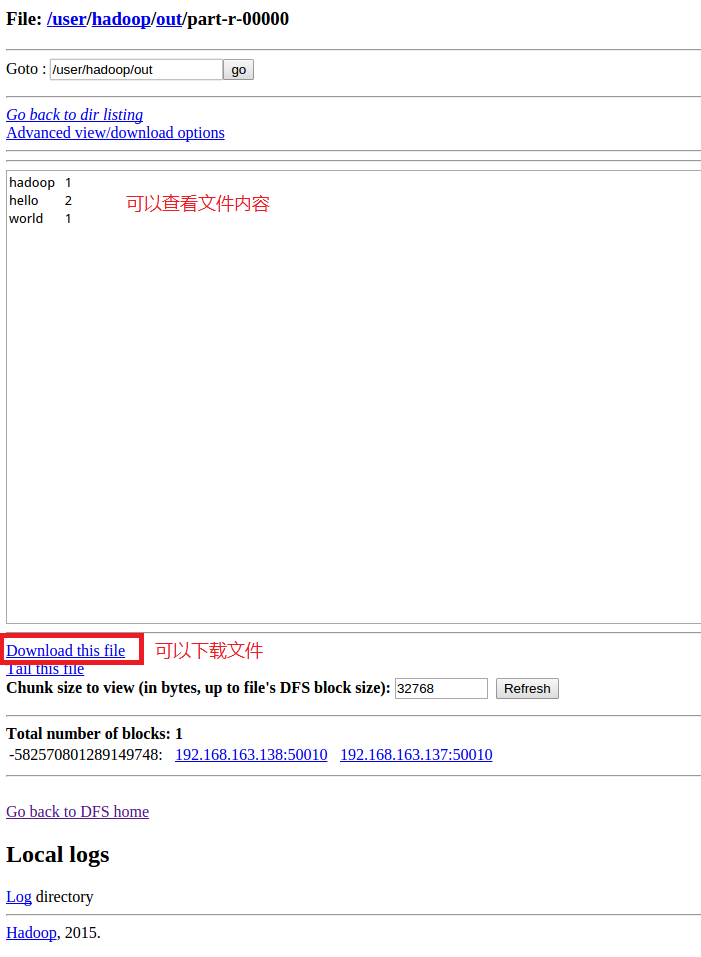 File: /user/hadoop/out/part-r-00000
Goto : /user/hadoop/out go
Go back to dir listing
Advanced view/download options
hadoop 1
hello 2 可以查看文件内容
world 1
Download this file 可以下载文件
Tail this file
Chunk size to view (in bytes, up to file's DFS block size): 32768 Refresh
Total number of blocks: 1
-582570801289149748: 192.168.163.138:50010 192.168.163.137:50010
Go back to DFS home
Local logs
Log directory
Hadoop, 2015.